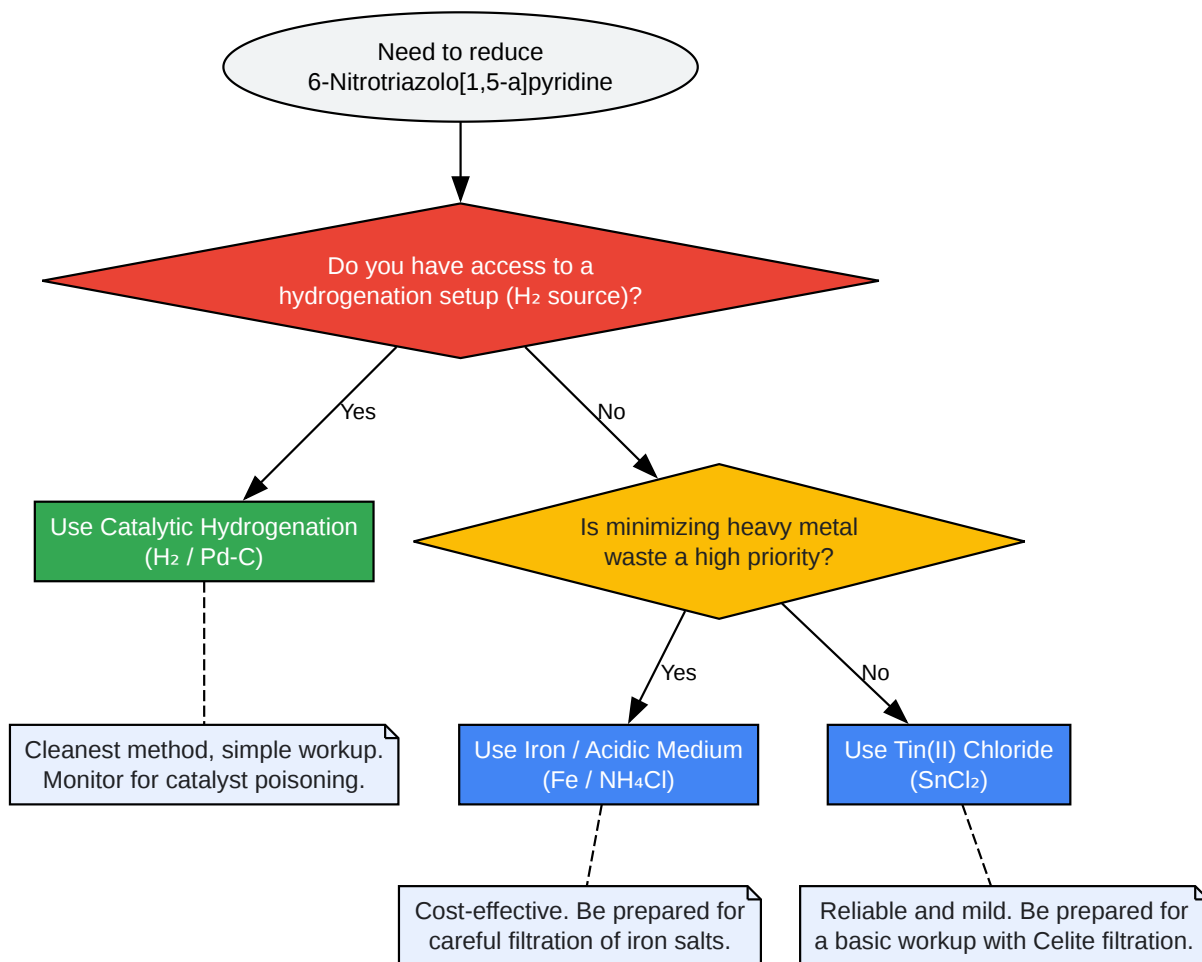 Need to reduce
6-Nitrotriazolo[1,5-a]pyridine
Do you have access to a
hydrogenation setup (H₂ source)?
Yes
No
Use Catalytic Hydrogenation
(H₂ / Pd-C)
Is minimizing heavy metal
waste a high priority?
Yes
No
Cleanest method, simple workup.
Monitor for catalyst poisoning.
Use Iron / Acidic Medium
(Fe / NH₄Cl)
Use Tin(II) Chloride
(SnCl₂)
Cost-effective. Be prepared for
careful filtration of iron salts.
Reliable and mild. Be prepared for
a basic workup with Celite filtration.